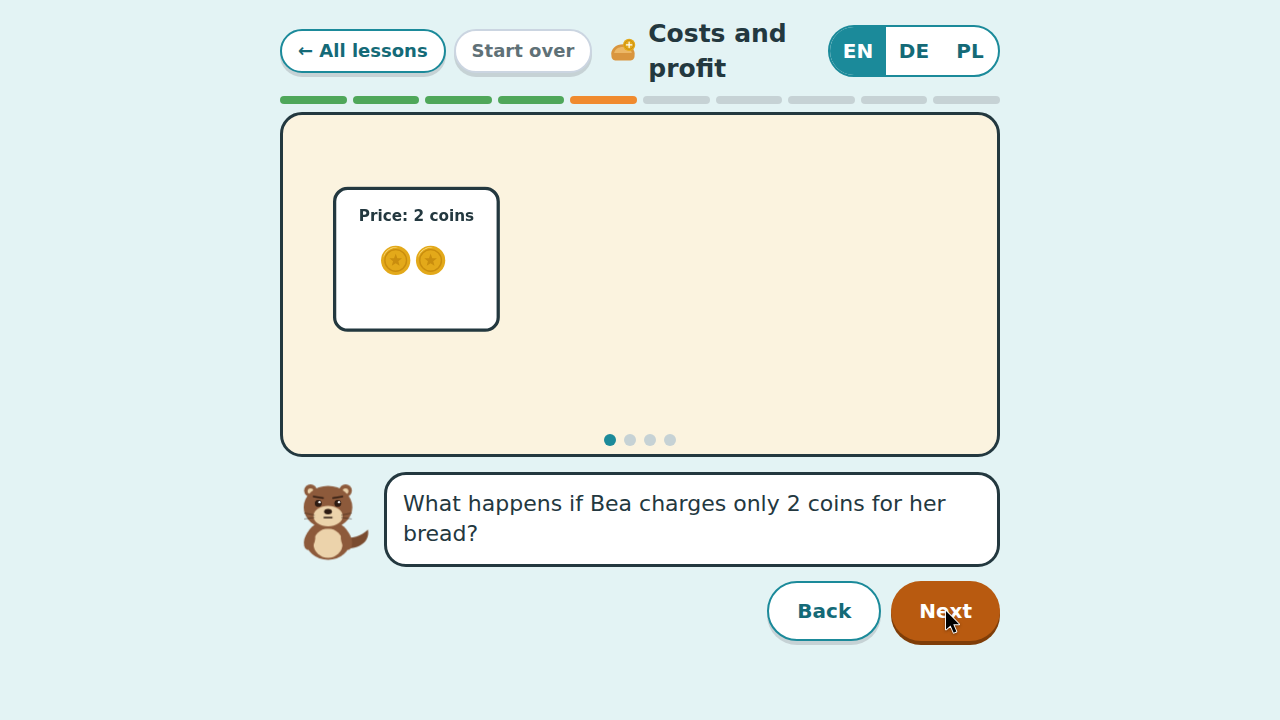 ← All lessons
Start over
Costs and
profit
EN DE PL
Price: 2 coins
What happens if Bea charges only 2 coins for her
bread?
Back
Next